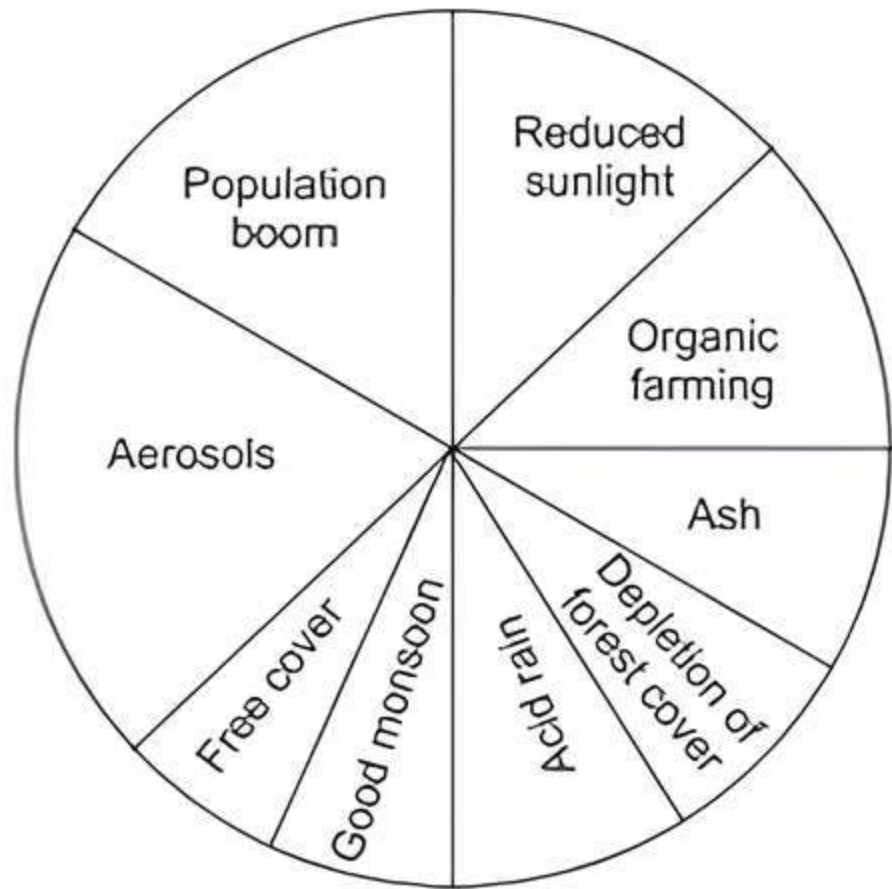 Population
boom
Reduced
sunlight
Organic
farming
Aerosols
Ash
Free cover
Good monsoon
Acid rain
Depletion of
forest cover